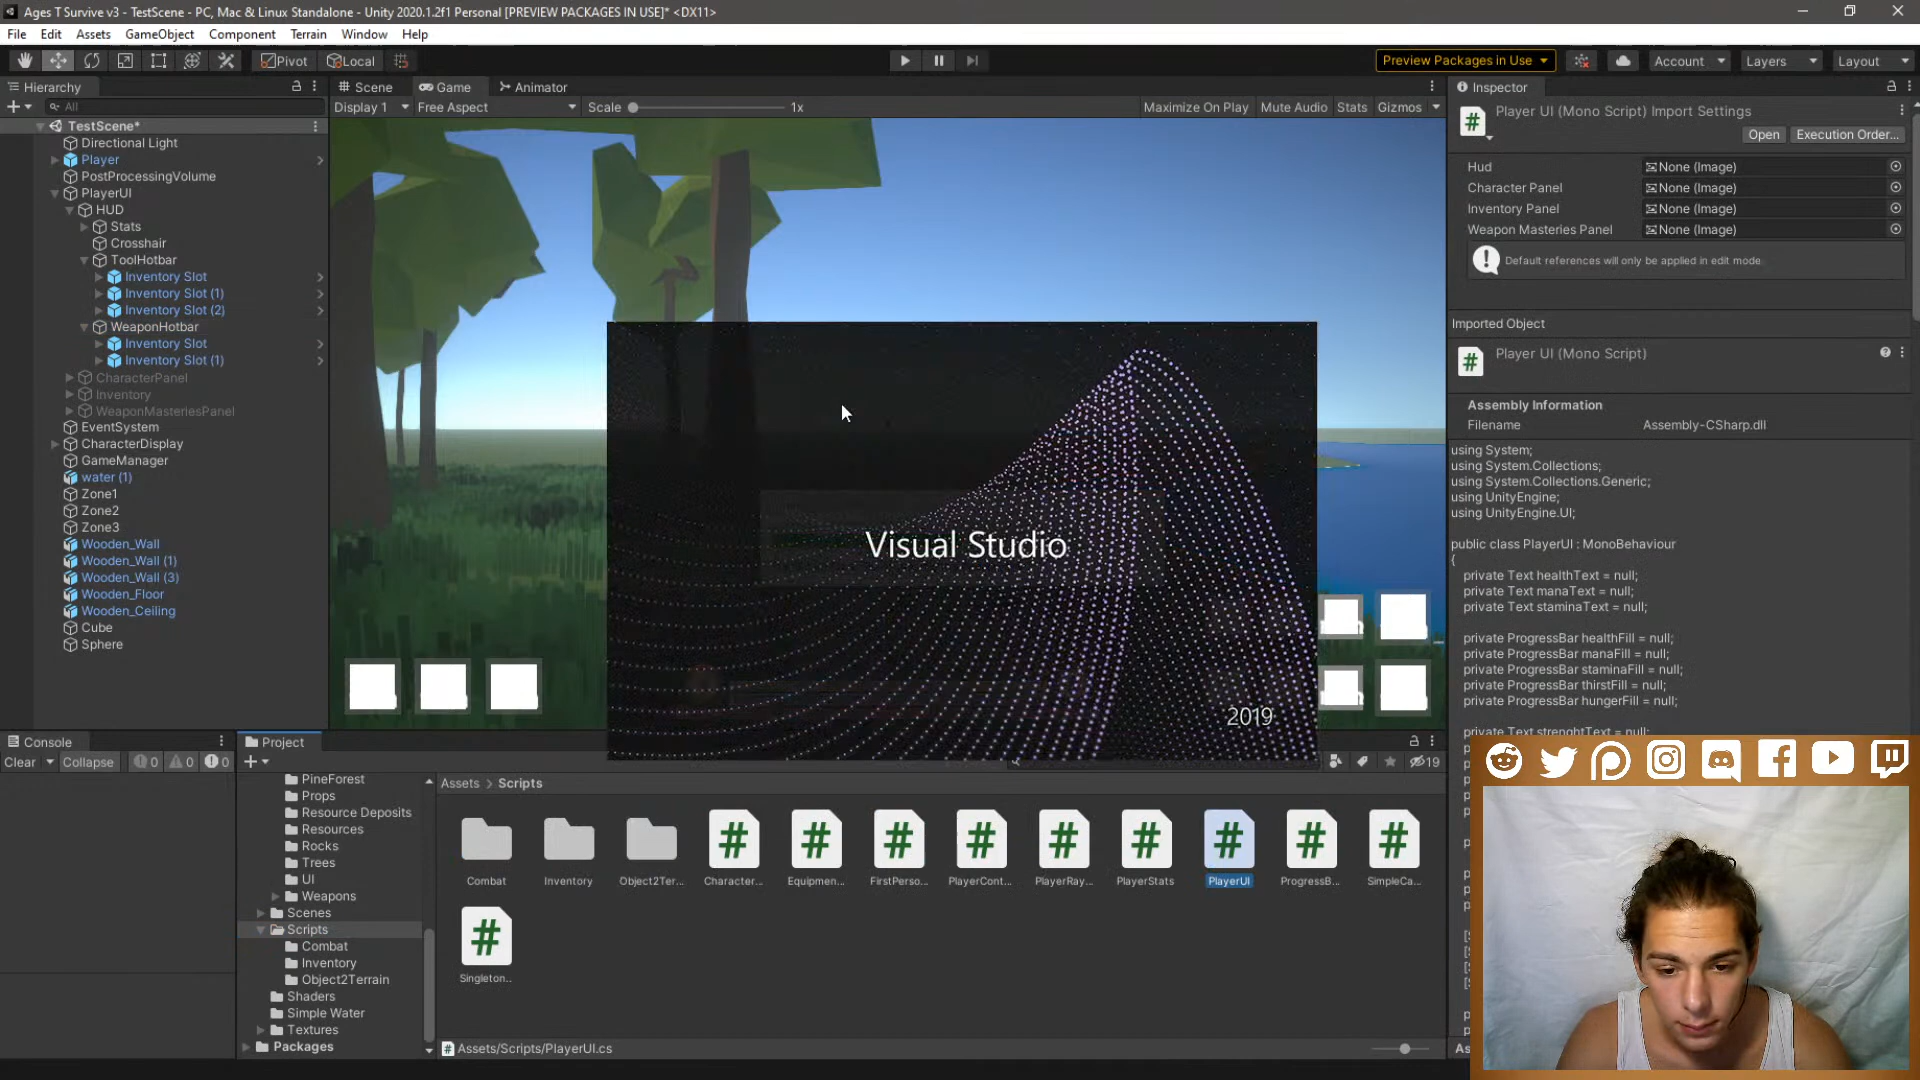 Ages T Survive v3 - TestScene - PC, Mac & Linux Standalone - Unity 2020.1.2f1 Personal [PREVIEW PACKAGES IN USE]* <DX11>
File Edit Assets GameObject Component Terrain Window Help
Pivot Local Preview Packages in Use Account Layers Layout
Hierarchy
All
TestScene*
Directional Light
Player
PostProcessingVolume
PlayerUI
HUD
Stats
Crosshair
ToolHotbar
Inventory Slot
Inventory Slot (1)
Inventory Slot (2)
WeaponHotbar
Inventory Slot
Inventory Slot (1)
CharacterPanel
Inventory
WeaponMasteriesPanel
EventSystem
CharacterDisplay
GameManager
water (1)
Zone1
Zone2
Zone3
Wooden_Wall
Wooden_Wall (1)
Wooden_Wall (3)
Wooden_Floor
Wooden_Ceiling
Cube
Sphere
Scene Game Animator
Display 1 Free Aspect Scale 1x Maximize On Play Mute Audio Stats Gizmos
Visual Studio
2019
Inspector
Player UI (Mono Script) Import Settings
Open Execution Order...
Hud None (Image)
Character Panel None (Image)
Inventory Panel None (Image)
Weapon Masteries Panel None (Image)
Default references will only be applied in edit mode.
Imported Object
Player UI (Mono Script)
Assembly Information
Filename Assembly-CSharp.dll
using System;
using System.Collections;
using System.Collections.Generic;
using UnityEngine;
using UnityEngine.UI;
public class PlayerUI : MonoBehaviour
{
private Text healthText = null;
private Text manaText = null;
private Text staminaText = null;
private ProgressBar healthFill = null;
private ProgressBar manaFill = null;
private ProgressBar staminaFill = null;
private ProgressBar thirstFill = null;
private ProgressBar hungerFill = null;
private Text strenghtText = null;
Console
Clear Collapse 0 0 0
Project
19
PineForest
Props
Resource Deposits
Resources
Rocks
Trees
UI
Weapons
Scenes
Scripts
Combat
Inventory
Object2Terrain
Shaders
Simple Water
Textures
Packages
Assets > Scripts
Combat Inventory Object2Ter... Character... Equipmen... FirstPerso... PlayerCont... PlayerRay... PlayerStats PlayerUI ProgressB... SimpleCa...
Singleton..
Assets/Scripts/PlayerUI.cs